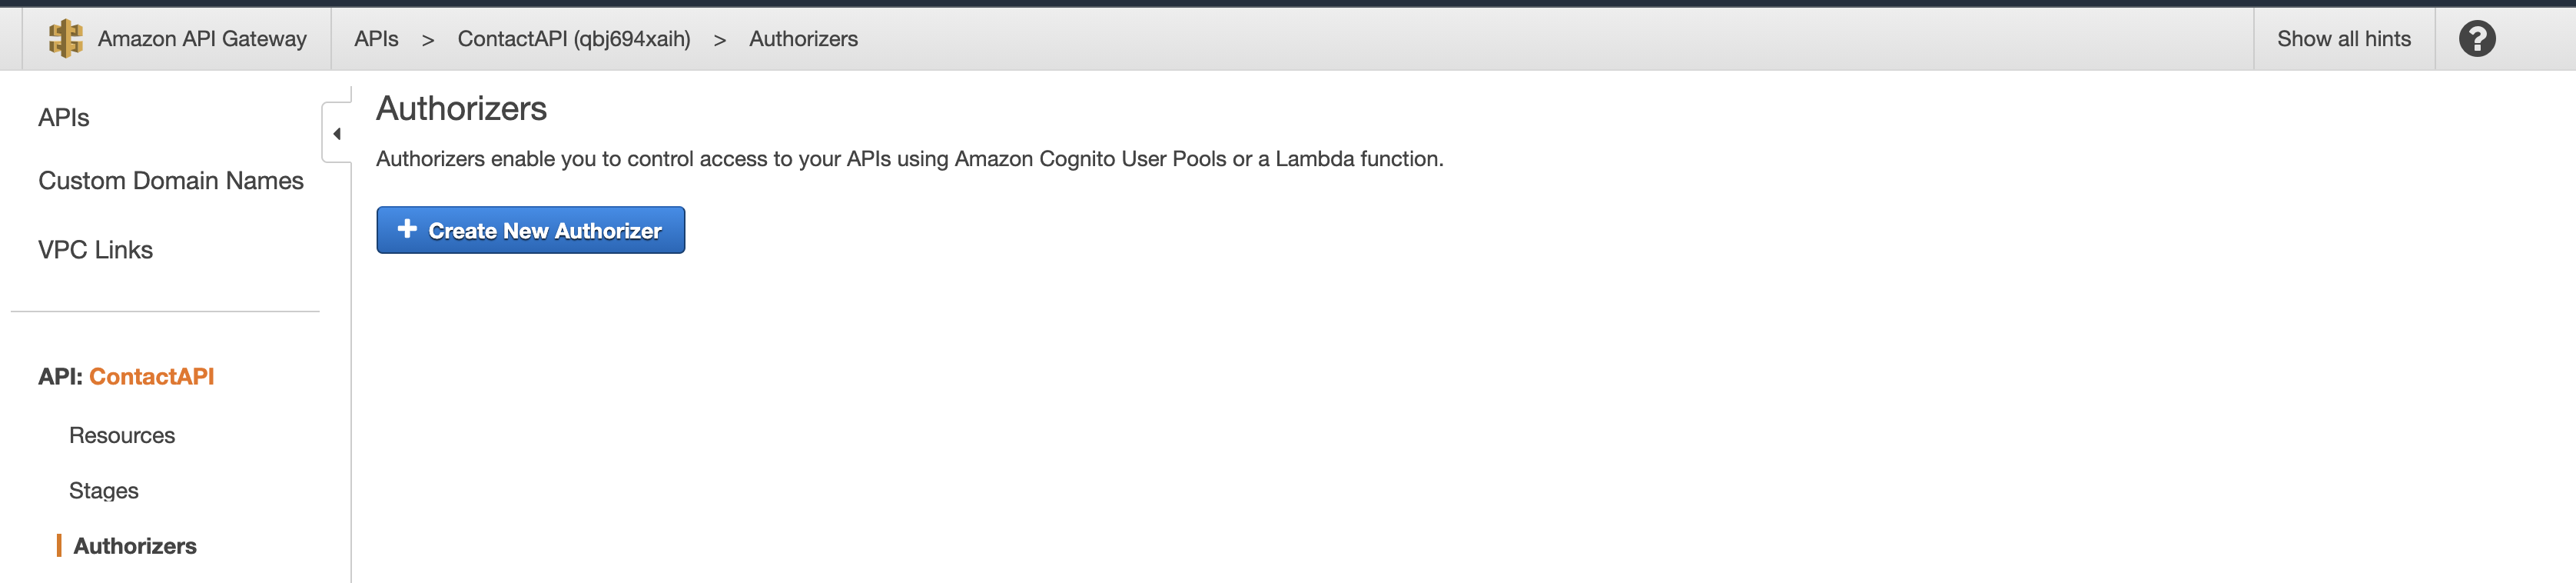 Amazon API Gateway APIs > ContactAPI (qbj694xaih) > Authorizers Show all hints ?
APIs
Custom Domain Names
VPC Links
API: ContactAPI
Resources
Stages
Authorizers
Authorizers
Authorizers enable you to control access to your APIs using Amazon Cognito User Pools or a Lambda function.
+ Create New Authorizer